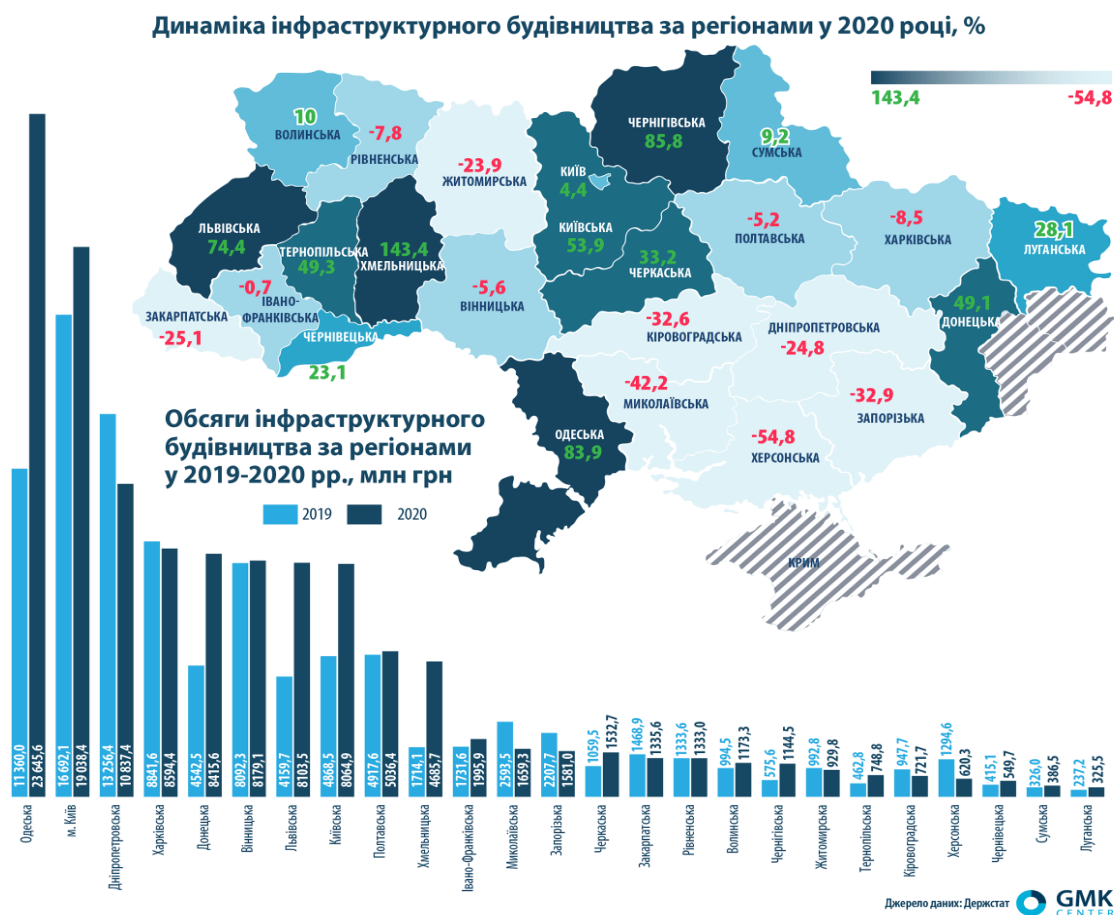 Динаміка інфраструктурного будівництва за регіонами у 2020 році, %
143,4
-54,8
10
ВОЛИНСЬКА
-7,8
РІВНЕНСЬКА
-23,9
ЖИТОМИРСЬКА
КИЇВ
4,4
ЧЕРНІГІВСЬКА
85,8
9,2
СУМСЬКА
ЛЬВІВСЬКА
74,4
ТЕРНОПІЛЬСЬКА
49,3
143,4
ХМЕЛЬНИЦЬКА
КИЇВСЬКА
53,9
33,2
ЧЕРКАСЬКА
-5,2
ПОЛТАВСЬКА
-8,5
ХАРКІВСЬКА
28,1
ЛУГАНСЬКА
ЗАКАРПАТСЬКА
-25,1
-0,7
ІВАНО-
ФРАНКІВСЬКА
ЧЕРНІВЕЦЬКА
23,1
-5,6
ВІННИЦЬКА
-32,6
КІРОВОГРАДСЬКА
ДНІПРОПЕТРОВСЬКА
-24,8
49,1
ДОНЕЦЬКА
-42,2
МИКОЛАЇВСЬКА
-32,9
ЗАПОРІЗЬКА
ОДЕСЬКА
83,9
-54,8
ХЕРСОНСЬКА
КРИМ
Обсяги інфраструктурного
будівництва за регіонами
у 2019-2020 рр., млн грн
2019
2020
11 360,0
23 645,6
16 692,1
19 038,4
13 256,4
10 837,4
8841,6
8594,4
4542,5
8415,6
8092,3
8179,1
4159,7
8103,5
4868,5
8064,9
4917,6
5036,4
1714,1
4685,7
1731,6
1995,9
2593,5
1659,3
2207,7
1581,0
1059,5
1532,7
1468,9
1335,6
1333,6
1333,0
994,5
1173,3
575,6
1144,5
992,8
929,8
462,8
748,8
947,7
721,7
1294,6
620,3
415,1
549,7
326,0
386,5
237,2
325,5
Одеська
м. Київ
Дніпропетровська
Харківська
Донецька
Вінницька
Львівська
Київська
Полтавська
Хмельницька
Івано-Франківська
Миколаївська
Запорізька
Черкаська
Закарпатська
Рівненська
Волинська
Чернігівська
Житомирська
Тернопільська
Кіровоградська
Херсонська
Чернівецька
Сумська
Луганська
Джерело даних: Держстат
GMK
CENTER